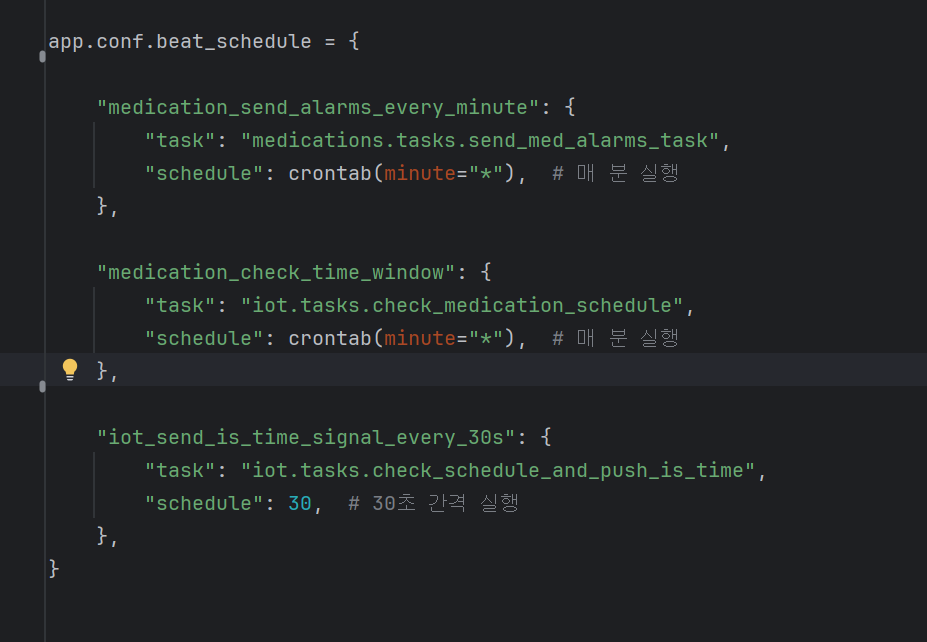 app.conf.beat_schedule = {
"medication_send_alarms_every_minute": {
"task": "medications.tasks.send_med_alarms_task",
"schedule": crontab(minute="*"),  # 매 분 실행
},
"medication_check_time_window": {
"task": "iot.tasks.check_medication_schedule",
"schedule": crontab(minute="*"),  # 매 분 실행
},
"iot_send_is_time_signal_every_30s": {
"task": "iot.tasks.check_schedule_and_push_is_time",
"schedule": 30,  # 30초 간격 실행
},
}